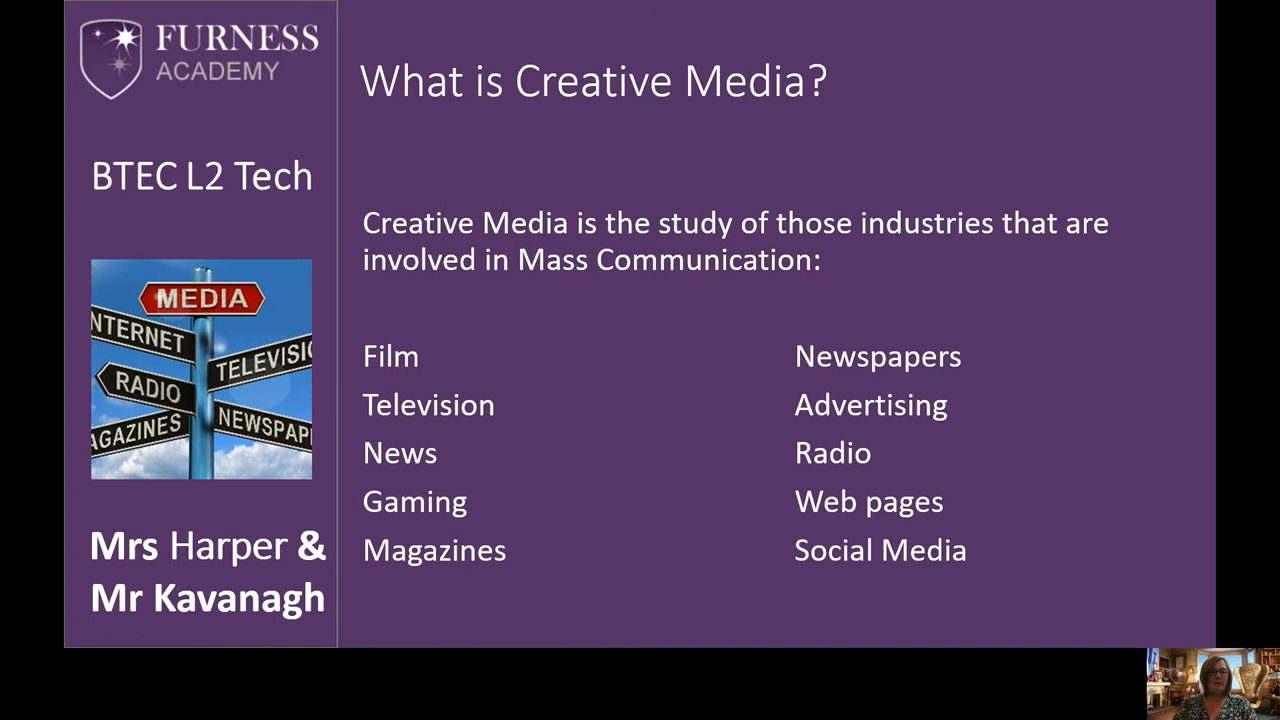 FURNESS
ACADEMY
What is Creative Media?
BTEC L2 Tech
Creative Media is the study of those industries that are
involved in Mass Communication:
MEDIA
NTERNET
TELEVISI
RADIO
NEWSPAP
AGAZINES
Film
Television
News
Gaming
Magazines
Newspapers
Advertising
Radio
Web pages
Social Media
Mrs Harper &
Mr Kavanagh